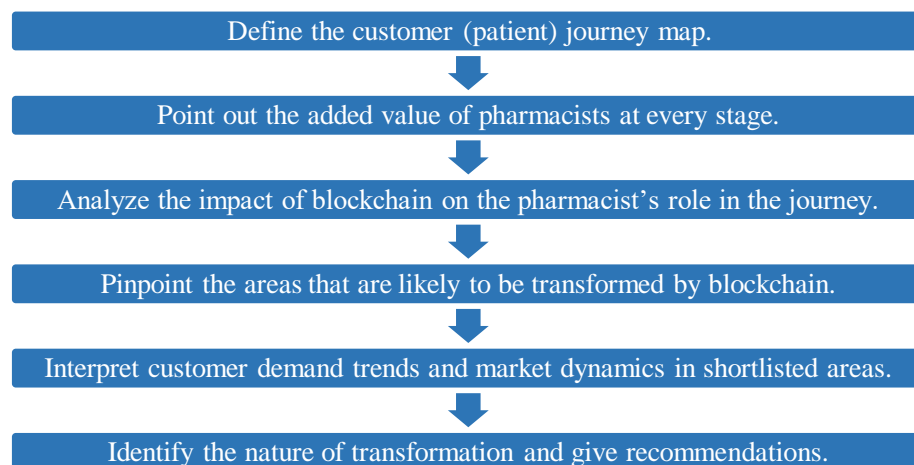 Define the customer (patient) journey map.
Point out the added value of pharmacists at every stage.
Analyze the impact of blockchain on the pharmacist’s role in the journey.
Pinpoint the areas that are likely to be transformed by blockchain.
Interpret customer demand trends and market dynamics in shortlisted areas.
Identify the nature of transformation and give recommendations.